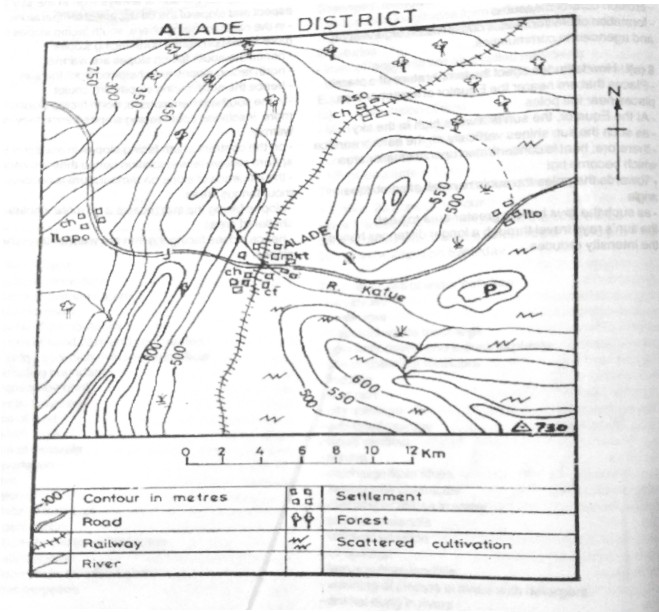 ALADE DISTRICT
250
300
350
450
Aso
ch
N
550
500
P
ch
Ilapo
Ilo
ALADE
mkt
ch
ct
R. Kafue
P
600
500
500
550
600
730
0 2 4 6 8 10 12 Km
100 Contour in metres
Settlement
Road
Forest
Railway
Scattered cultivation
River